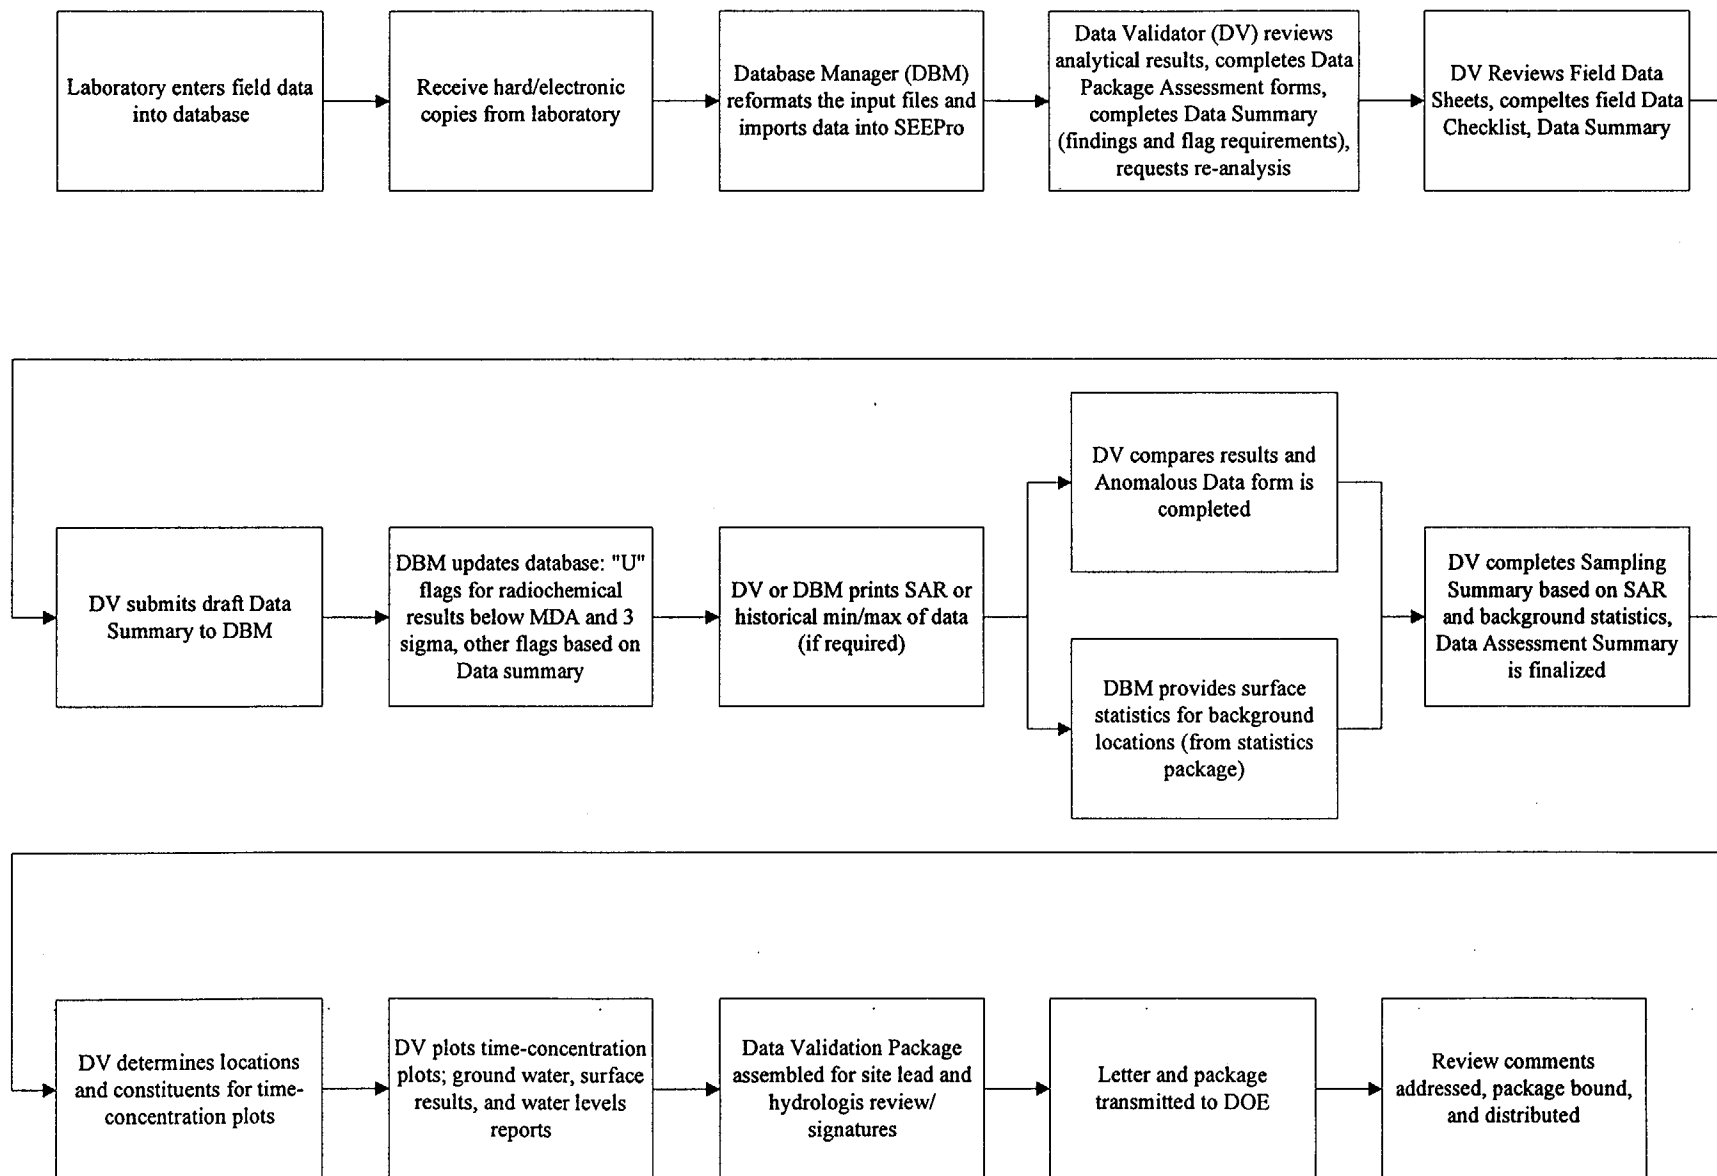 Laboratory enters field data
into database
Receive hard/electronic
copies from laboratory
Database Manager (DBM)
reformats the input files and
imports data into SEEPro
Data Validator (DV) reviews
analytical results, completes Data
Package Assessment forms,
completes Data Summary
(findings and flag requirements),
requests re-analysis
DV Reviews Field Data
Sheets, compeltes field Data
Checklist, Data Summary
DV submits draft Data
Summary to DBM
DBM updates database: "U"
flags for radiochemical
results below MDA and 3
sigma, other flags based on
Data summary
DV or DBM prints SAR or
historical min/max of data
(if required)
DV compares results and
Anomalous Data form is
completed
DBM provides surface
statistics for background
locations (from statistics
package)
DV completes Sampling
Summary based on SAR
and background statistics,
Data Assessment Summary
is finalized
DV determines locations
and constituents for time-
concentration plots
DV plots time-concentration
plots; ground water, surface
results, and water levels
reports
Data Validation Package
assembled for site lead and
hydrologis review/
signatures
Letter and package
transmitted to DOE
Review comments
addressed, package bound,
and distributed